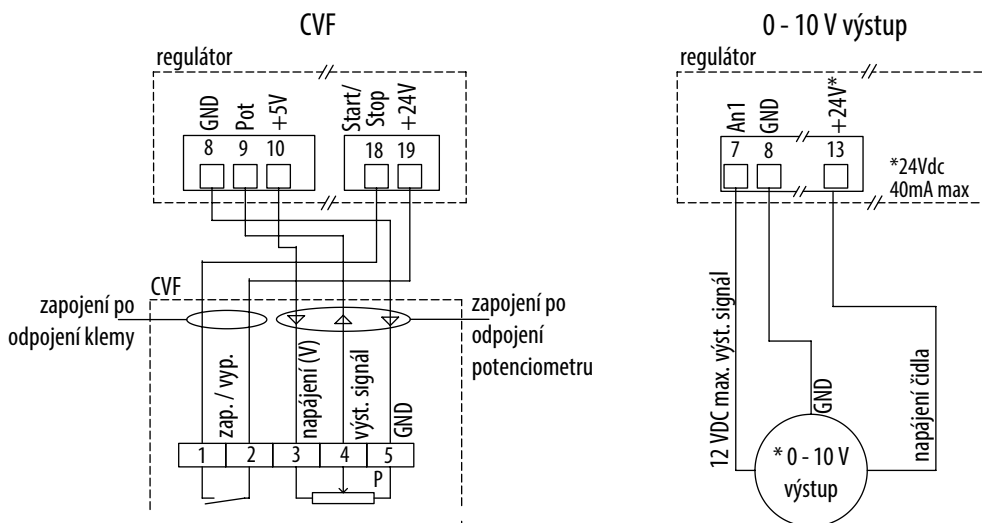 CVF
regulátor
GND
Pot
+5V
Start/
Stop
+24V
8
9
10
18
19
CVF
zapojení po
odpojení klemy
zapojení po
odpojení
potenciometru
zap. / vyp.
napájení (V)
výst. signál
GND
1
2
3
4
5
P
0 - 10 V výstup
regulátor
An1
GND
+24V*
7
8
13
*24Vdc
40mA max
12 VDC max. výst. signál
GND
napájení čidla
* 0 - 10 V
výstup